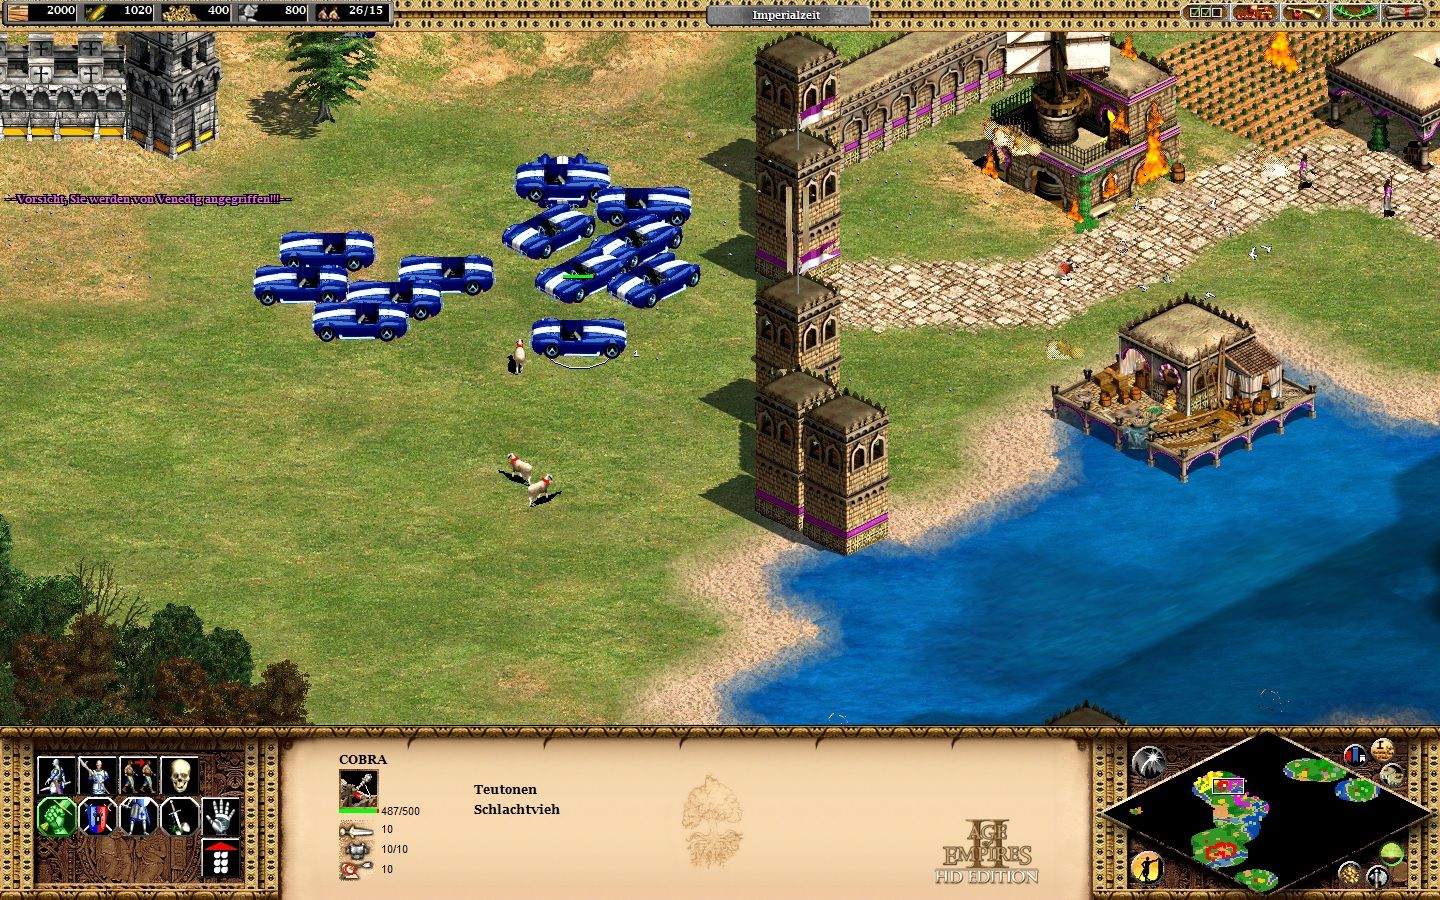 2000 1020 400 800 26/15
Imperialzeit
--Vorsicht, Sie werden von Venedig angegriffen!!!--
COBRA
487/500
10
10/10
10
Teutonen
Schlachtvieh
II
AGE
OF
EMPIRES
HD EDITION